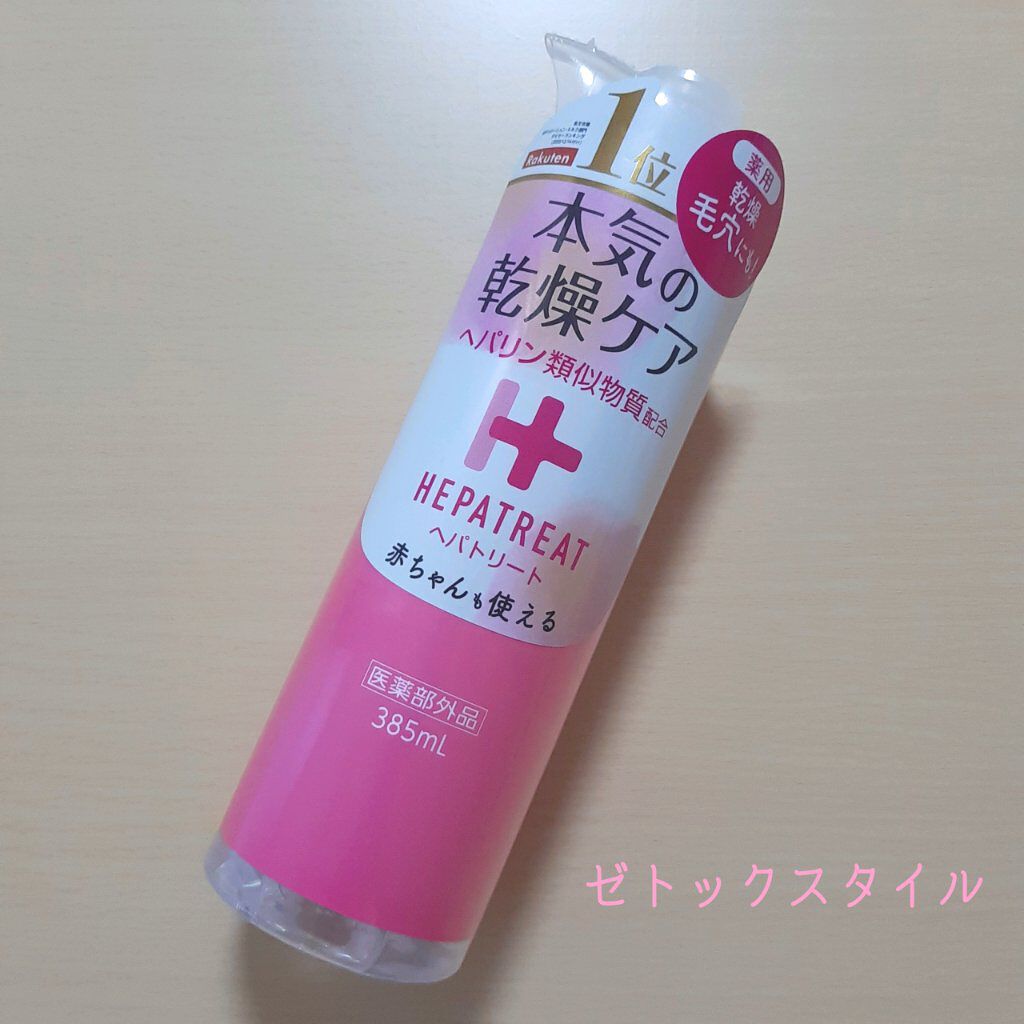 Rakuten
1位
薬用
乾燥
毛穴にも!
本気の
乾燥ケア
ヘパリン類似物質配合
HEPATREAT
ヘパトリート
赤ちゃんも使える
医薬部外品
385mL
ゼトックスタイル